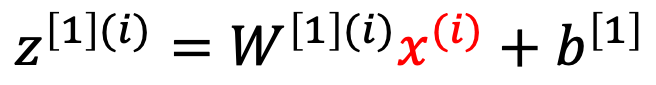 z^{[1](i)} = W^{[1](i)}x^{(i)} + b^{[1]}